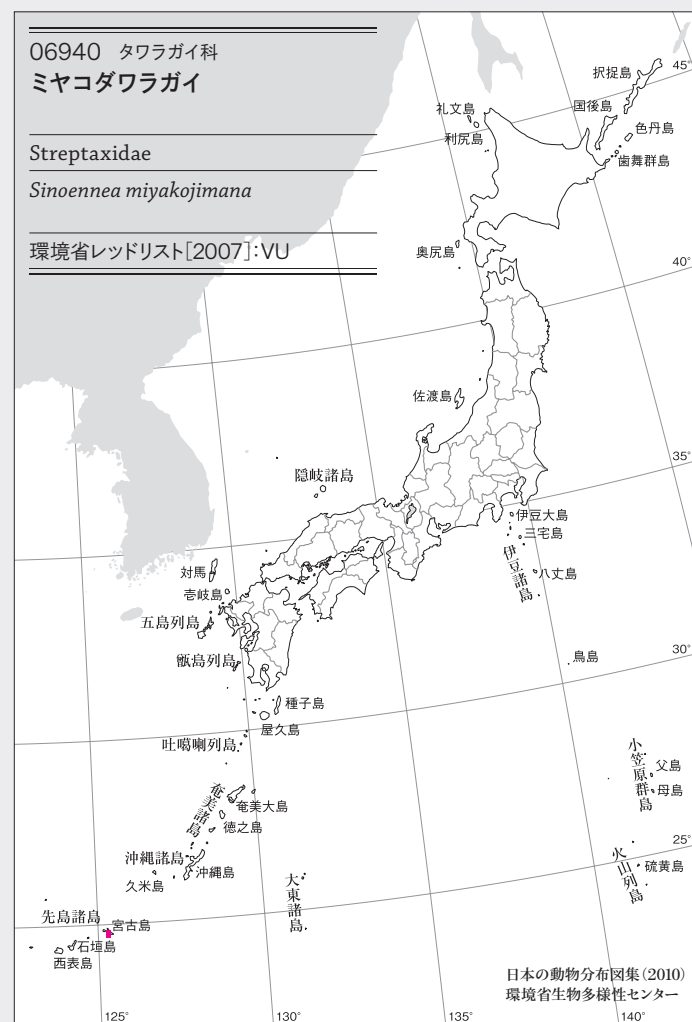 06940 タワラガイ科
ミヤコダワラガイ
Streptaxidae
Sinoennea miyakojimana
環境省レッドリスト[2007]:VU
45°
択捉島
国後島
礼文島
色丹島
利尻島
歯舞群島
奥尻島
40°
佐渡島
35°
隠岐諸島
伊豆大島
三宅島
伊豆諸島
八丈島
対馬
壱岐島
五島列島
甑島列島
30°
鳥島
種子島
屋久島
吐噶喇列島
小笠原群島
父島
母島
奄美諸島
奄美大島
徳之島
25°
沖縄諸島
沖縄島
久米島
火山列島
硫黄島
大東諸島
先島諸島
宮古島
石垣島
西表島
日本の動物分布図集(2010)
環境省生物多様性センター
125°
130°
135°
140°